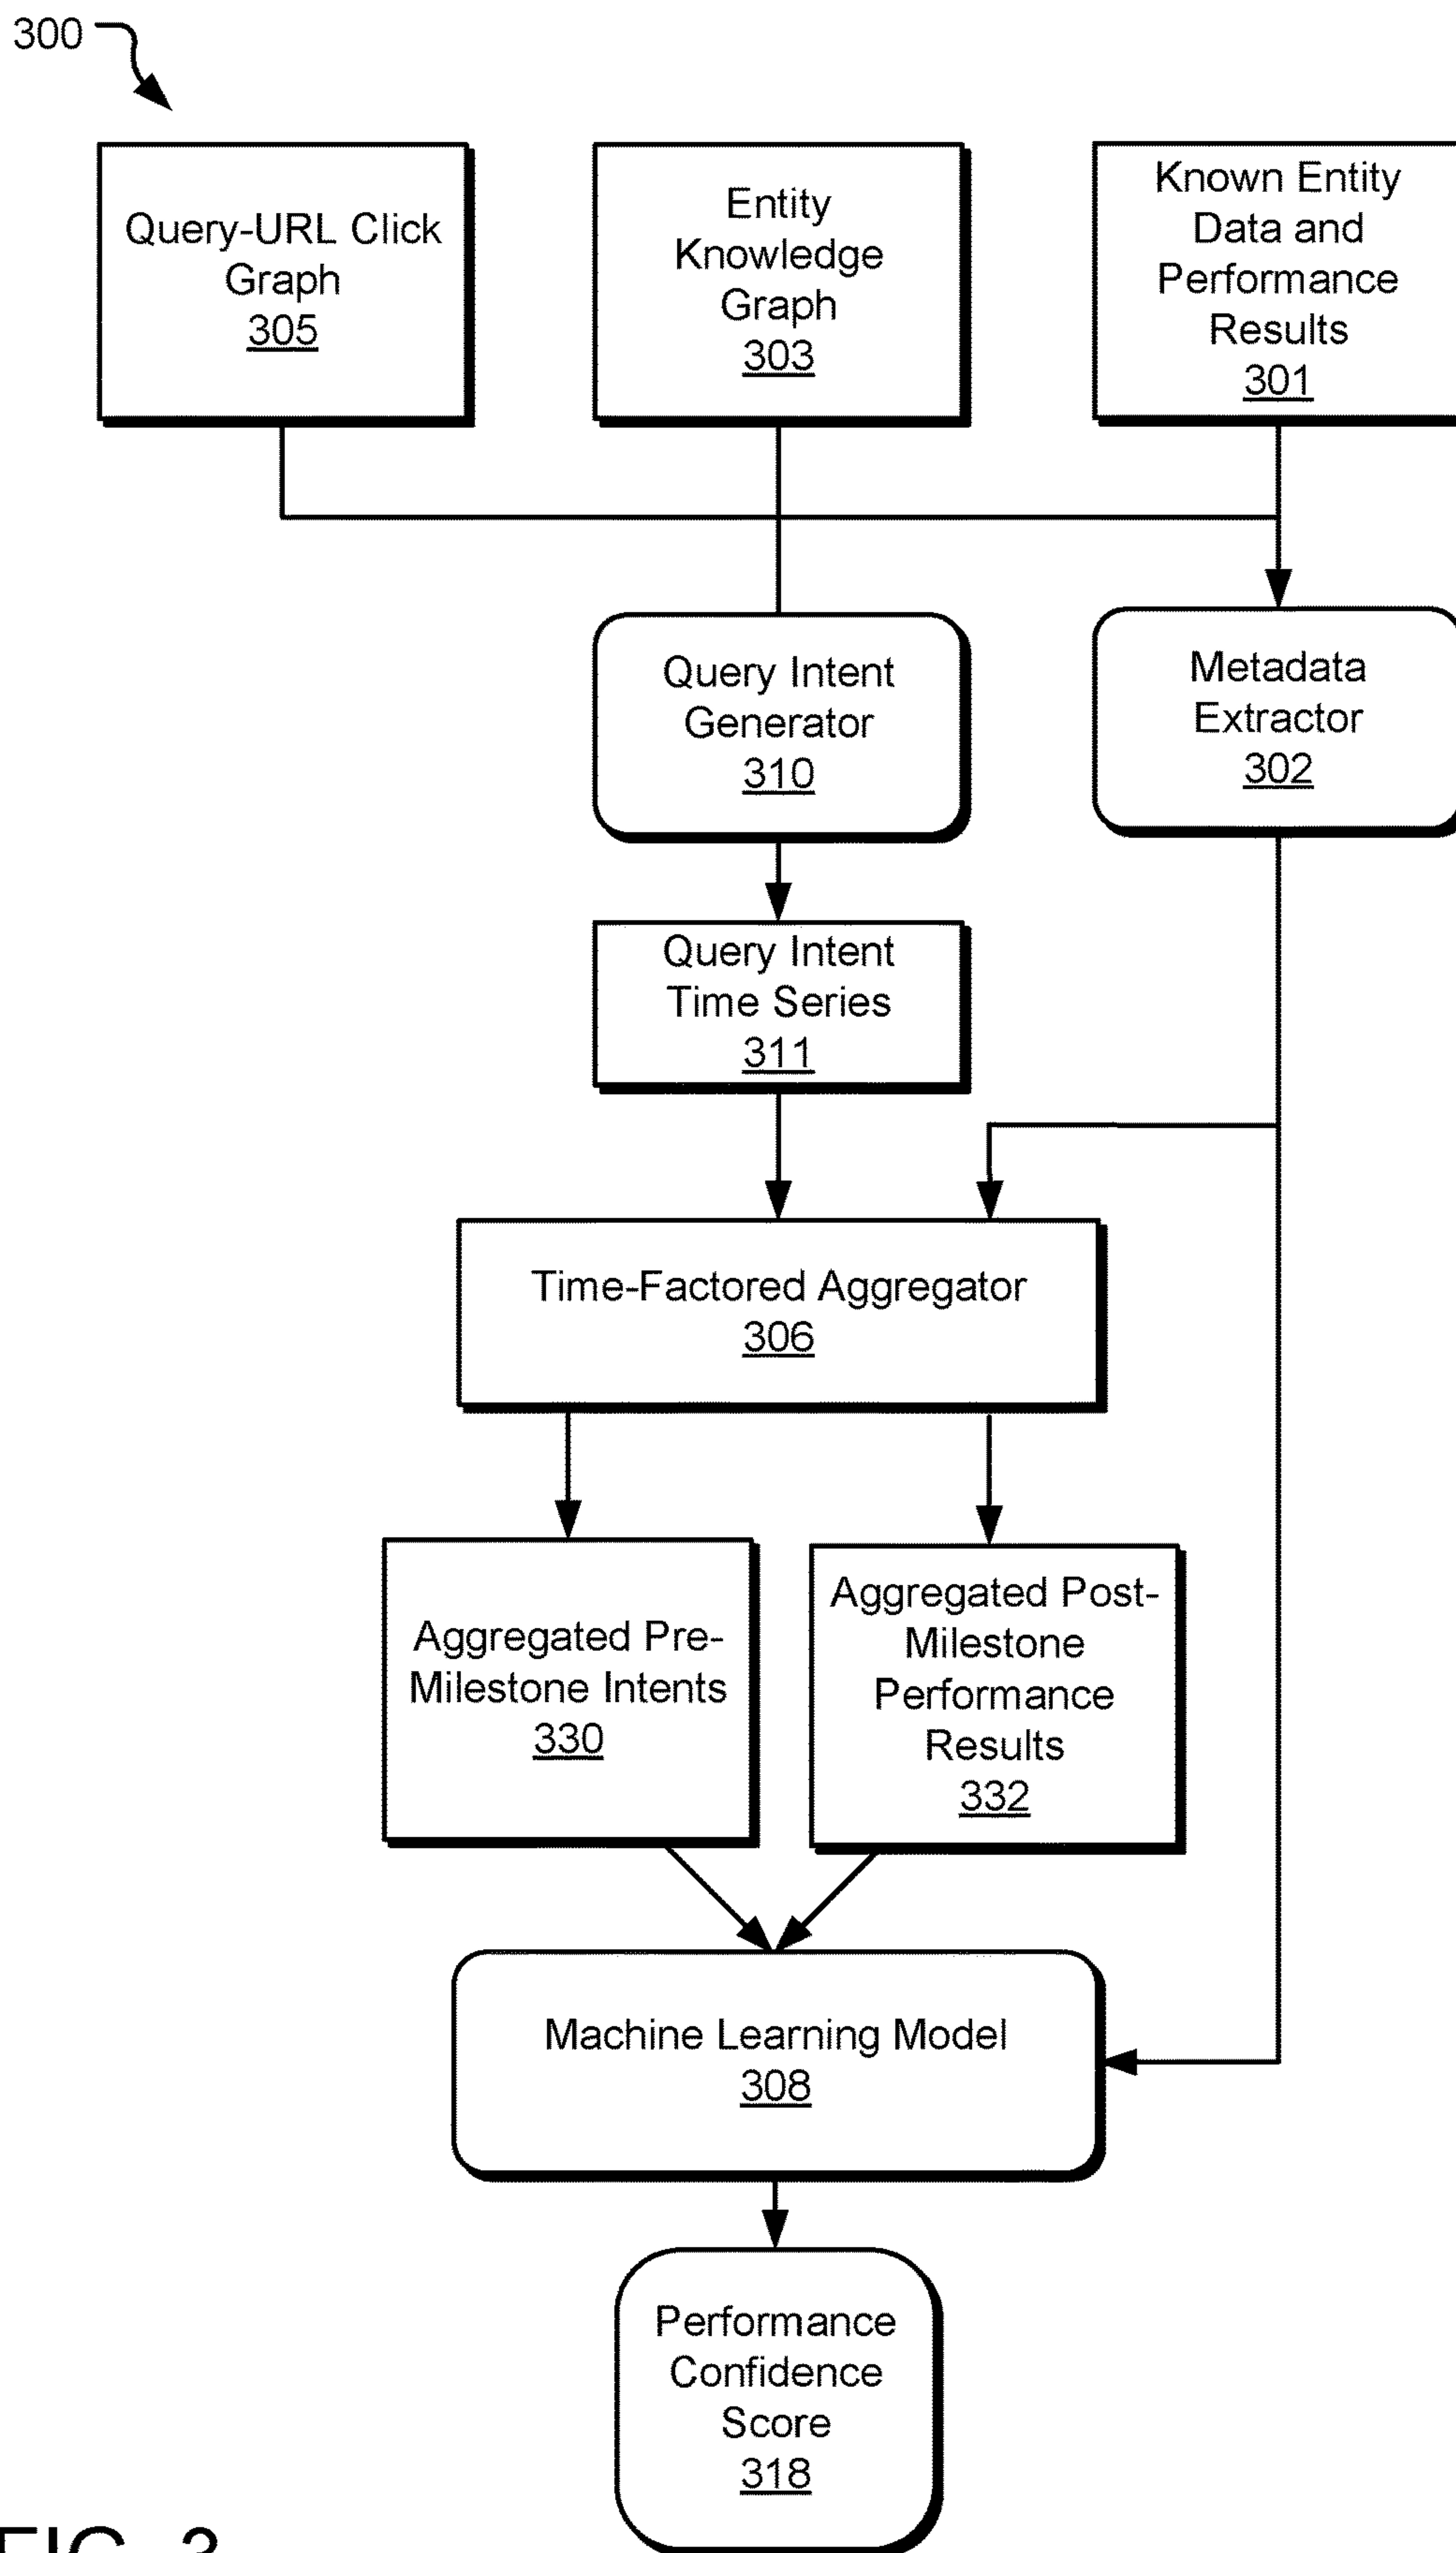 300
Query-URL Click
Graph
305
Entity
Knowledge
Graph
303
Known Entity
Data and
Performance
Results
301
Query Intent
Generator
310
Metadata
Extractor
302
Query Intent
Time Series
311
Time-Factored Aggregator
306
Aggregated Pre-
Milestone Intents
330
Aggregated Post-
Milestone
Performance
Results
332
Machine Learning Model
308
Performance
Confidence
Score
318
FIG. 3